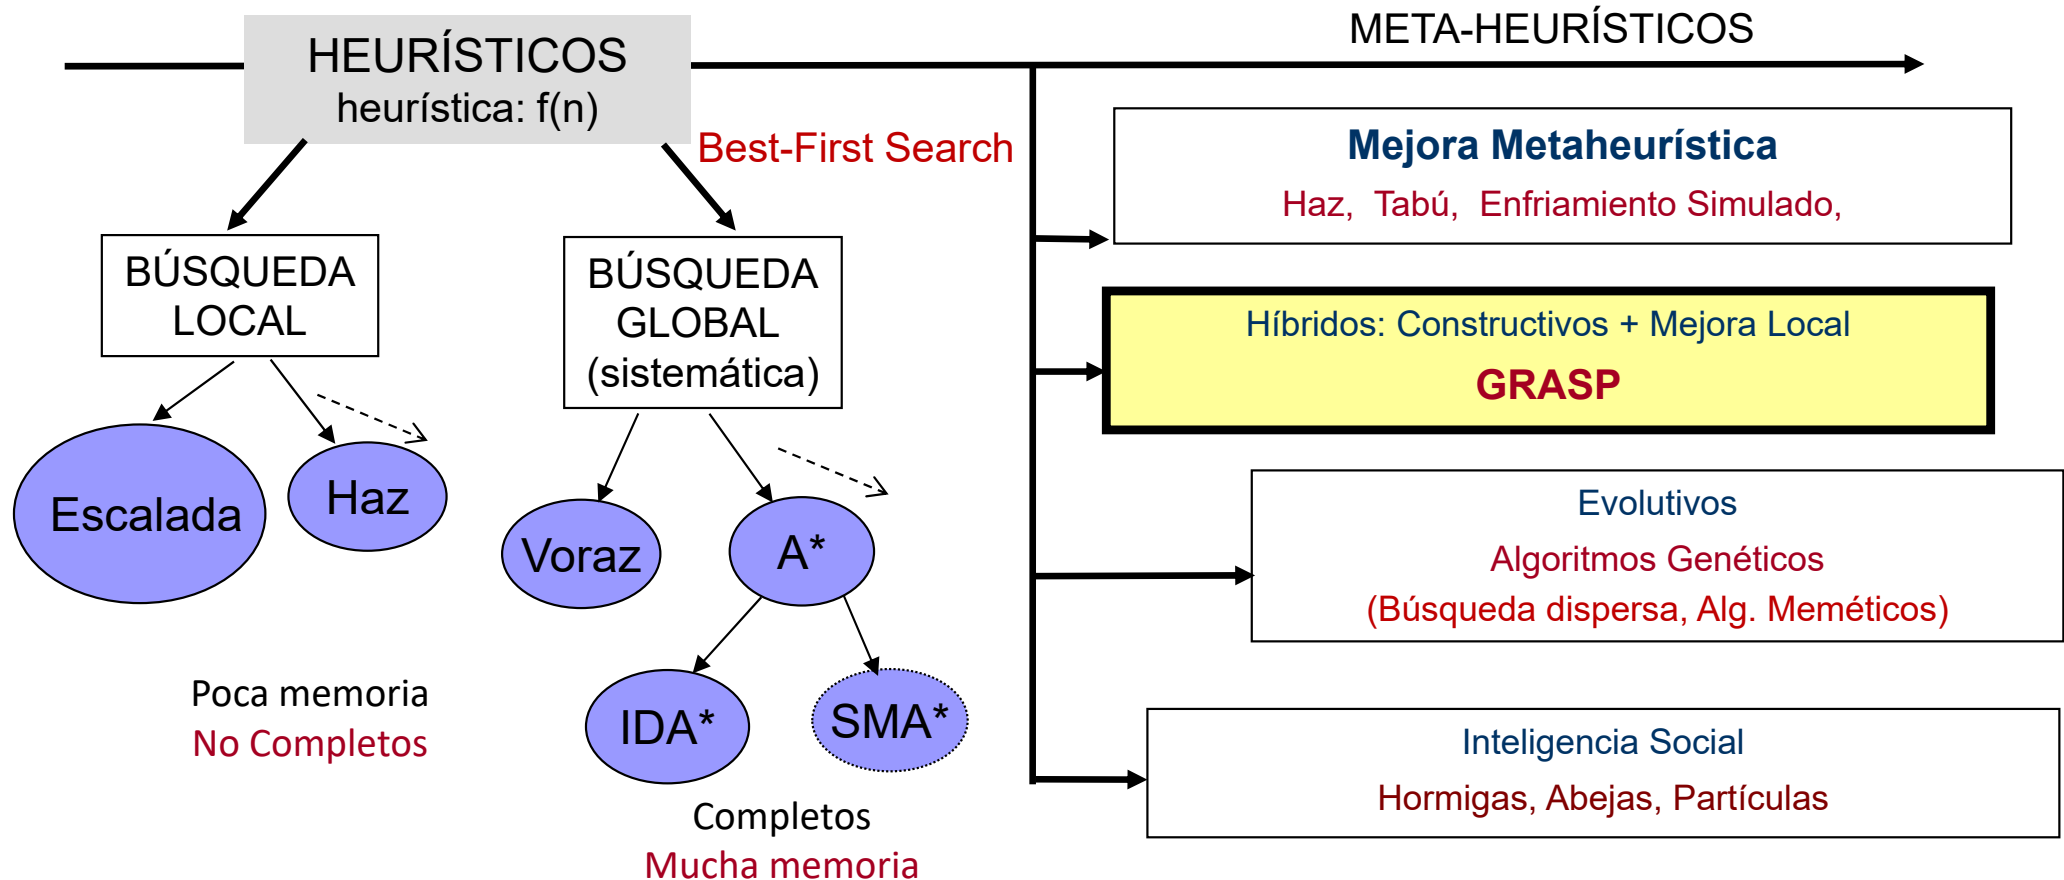 HEURÍSTICOS
heurística: f(n)
META-HEURÍSTICOS
Best-First Search
BÚSQUEDA
LOCAL
BÚSQUEDA
GLOBAL
(sistemática)
Escalada
Haz
Voraz
A*
IDA*
SMA*
Poca memoria
No Completos
Completos
Mucha memoria
Mejora Metaheurística
Haz, Tabú, Enfriamiento Simulado,
Híbridos: Constructivos + Mejora Local
GRASP
Evolutivos
Algoritmos Genéticos
(Búsqueda dispersa, Alg. Meméticos)
Inteligencia Social
Hormigas, Abejas, Partículas